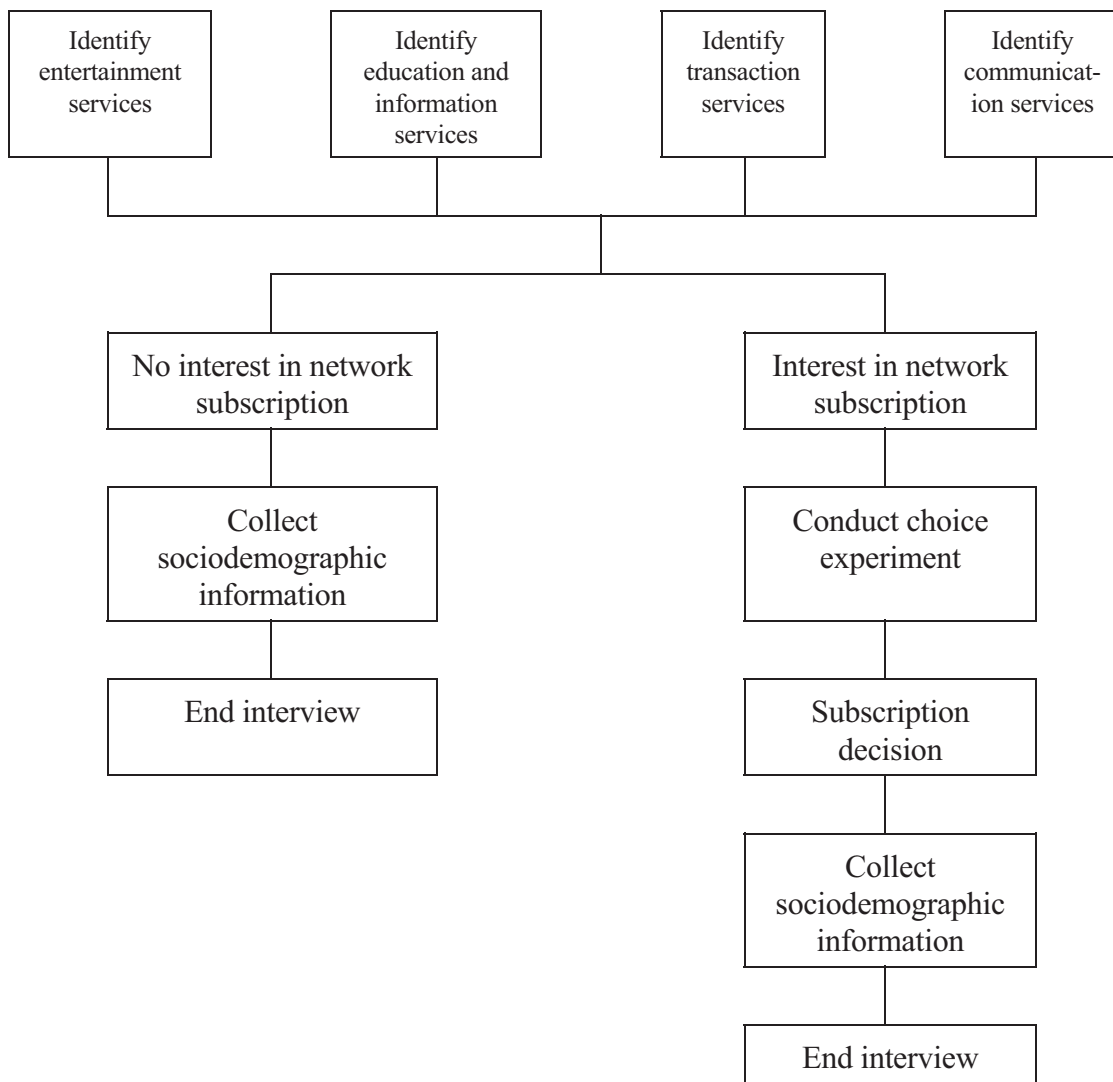 Identify
entertainment
services
Identify
education and
information
services
Identify
transaction
services
Identify
communicat-
ion services
No interest in network
subscription
Interest in network
subscription
Collect
sociodemographic
information
Conduct choice
experiment
End interview
Subscription
decision
Collect
sociodemographic
information
End interview